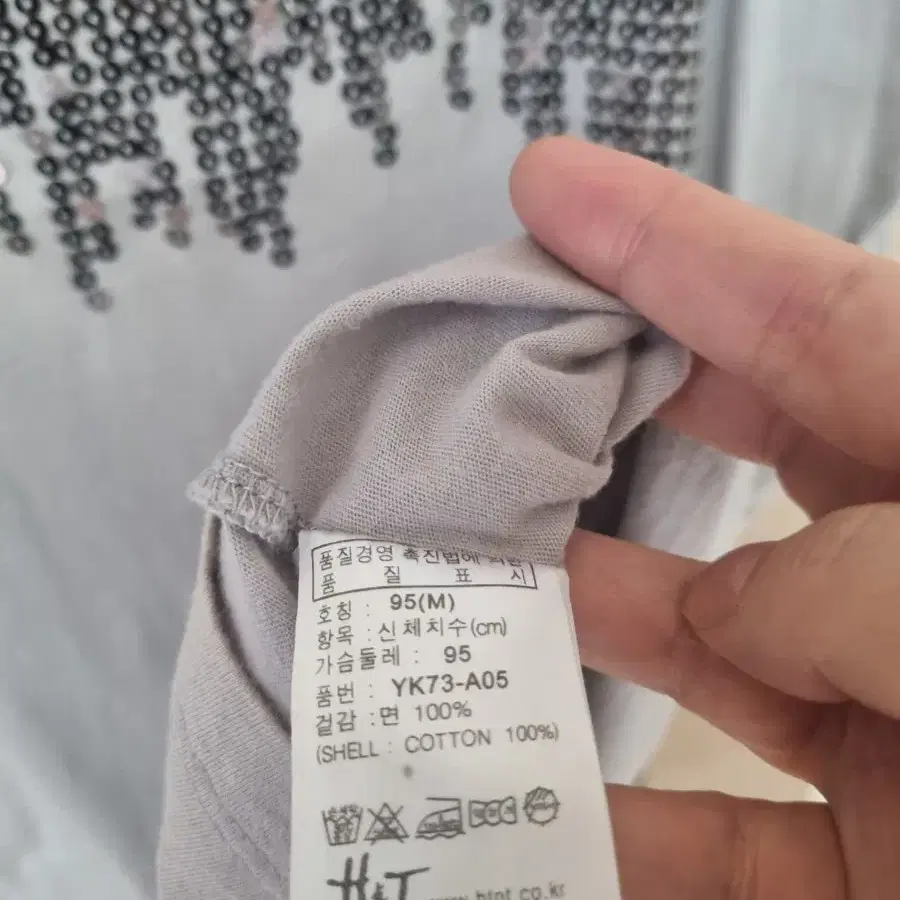 품질경영 촉진법에 의한
품 질 표 시
호칭 : 95(M)
항목 : 신체치수(cm)
가슴둘레 : 95
품번 : YK73-A05
겉감 : 면 100%
(SHELL : COTTON 100%)
H&T
www.htnt.co.kr